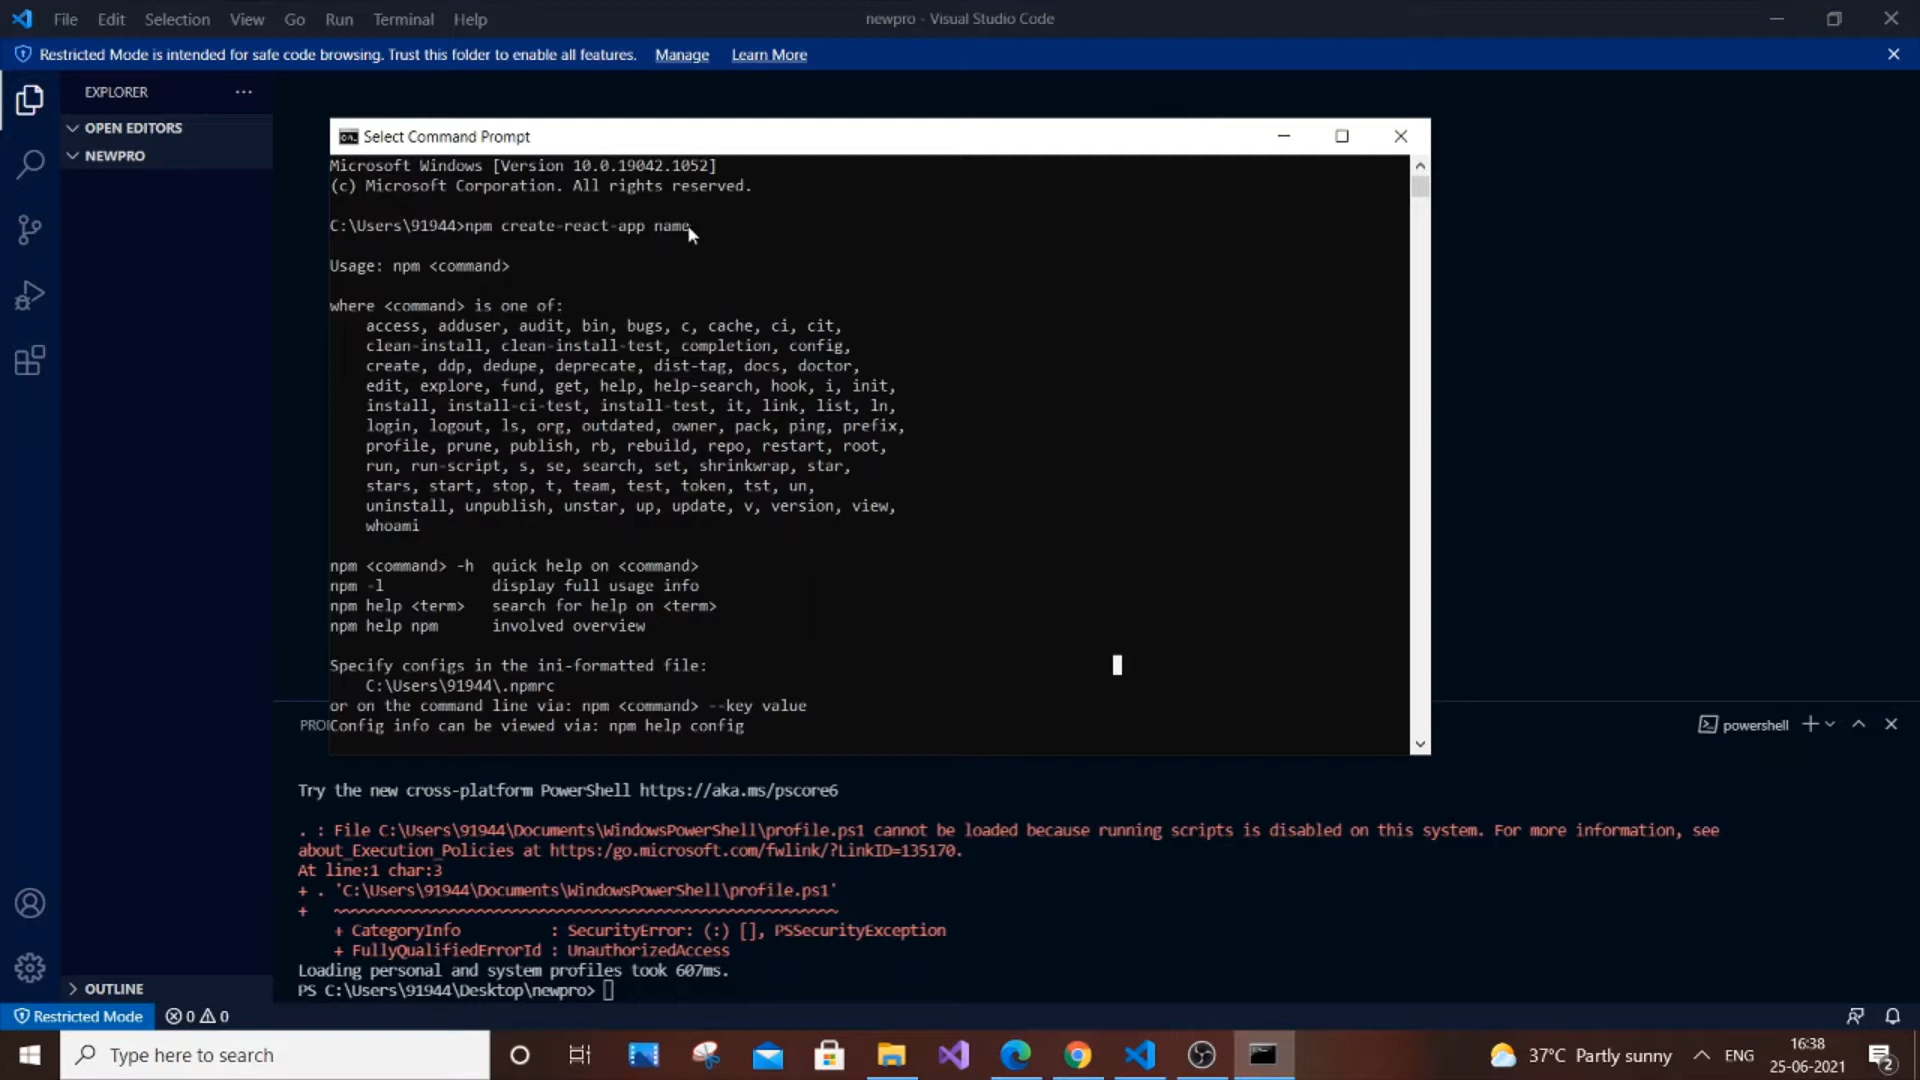 File Edit Selection View Go Run Terminal Help
newpro - Visual Studio Code
Restricted Mode is intended for safe code browsing. Trust this folder to enable all features. Manage Learn More
EXPLORER
OPEN EDITORS
NEWPRO
Select Command Prompt
Microsoft Windows [Version 10.0.19042.1052]
(c) Microsoft Corporation. All rights reserved.
C:\Users\91944>npm create-react-app name
Usage: npm <command>
where <command> is one of:
access, adduser, audit, bin, bugs, c, cache, ci, cit,
clean-install, clean-install-test, completion, config,
create, ddp, dedupe, deprecate, dist-tag, docs, doctor,
edit, explore, fund, get, help, help-search, hook, i, init,
install, install-ci-test, install-test, it, link, list, ln,
login, logout, ls, org, outdated, owner, pack, ping, prefix,
profile, prune, publish, rb, rebuild, repo, restart, root,
run, run-script, s, se, search, set, shrinkwrap, star,
stars, start, stop, t, team, test, token, tst, un,
uninstall, unpublish, unstar, up, update, v, version, view,
whoami
npm <command> -h quick help on <command>
npm -l display full usage info
npm help <term> search for help on <term>
npm help npm involved overview
Specify configs in the ini-formatted file:
C:\Users\91944\.npmrc
or on the command line via: npm <command> --key value
Config info can be viewed via: npm help config
PRO
powershell
Try the new cross-platform PowerShell https://aka.ms/pscore6
. : File C:\Users\91944\Documents\WindowsPowerShell\profile.ps1 cannot be loaded because running scripts is disabled on this system. For more information, see
about_Execution_Policies at https:/go.microsoft.com/fwlink/?LinkID=135170.
At line:1 char:3
+ . 'C:\Users\91944\Documents\WindowsPowerShell\profile.ps1'
+ ~~~~~~~~~~~~~~~~~~~~~~~~~~~~~~~~~~~~~~~~~~~~~~~~~~~~~~~~
+ CategoryInfo : SecurityError: (:) [], PSSecurityException
+ FullyQualifiedErrorId : UnauthorizedAccess
Loading personal and system profiles took 607ms.
PS C:\Users\91944\Desktop\newpro>
OUTLINE
Restricted Mode 0 0
Type here to search
37°C Partly sunny
ENG
16:38
25-06-2021
2